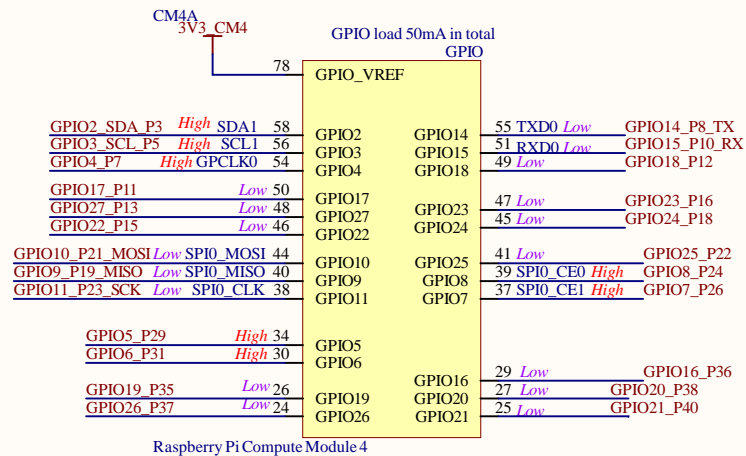 CM4A
3V3_CM4
GPIO load 50mA in total
GPIO
78 GPIO_VREF
GPIO2_SDA_P3 High SDA1 58 GPIO2 GPIO14 55 TXD0 Low GPIO14_P8_TX
GPIO3_SCL_P5 High SCL1 56 GPIO3 GPIO15 51 RXD0 Low GPIO15_P10_RX
GPIO4_P7 High GPCLK0 54 GPIO4 GPIO18 49 Low GPIO18_P12
GPIO17_P11 Low 50 GPIO17
GPIO27_P13 Low 48 GPIO27 GPIO23 47 Low GPIO23_P16
GPIO22_P15 Low 46 GPIO22 GPIO24 45 Low GPIO24_P18
GPIO10_P21_MOSI Low SPI0_MOSI 44 GPIO10 GPIO25 41 Low GPIO25_P22
GPIO9_P19_MISO Low SPI0_MISO 40 GPIO9 GPIO8 39 SPI0_CE0 High GPIO8_P24
GPIO11_P23_SCK Low SPI0_CLK 38 GPIO11 GPIO7 37 SPI0_CE1 High GPIO7_P26
GPIO5_P29 High 34 GPIO5
GPIO6_P31 High 30 GPIO6
GPIO16 29 Low GPIO16_P36
GPIO19_P35 Low 26 GPIO19 GPIO20 27 Low GPIO20_P38
GPIO26_P37 Low 24 GPIO26 GPIO21 25 Low GPIO21_P40
Raspberry Pi Compute Module 4